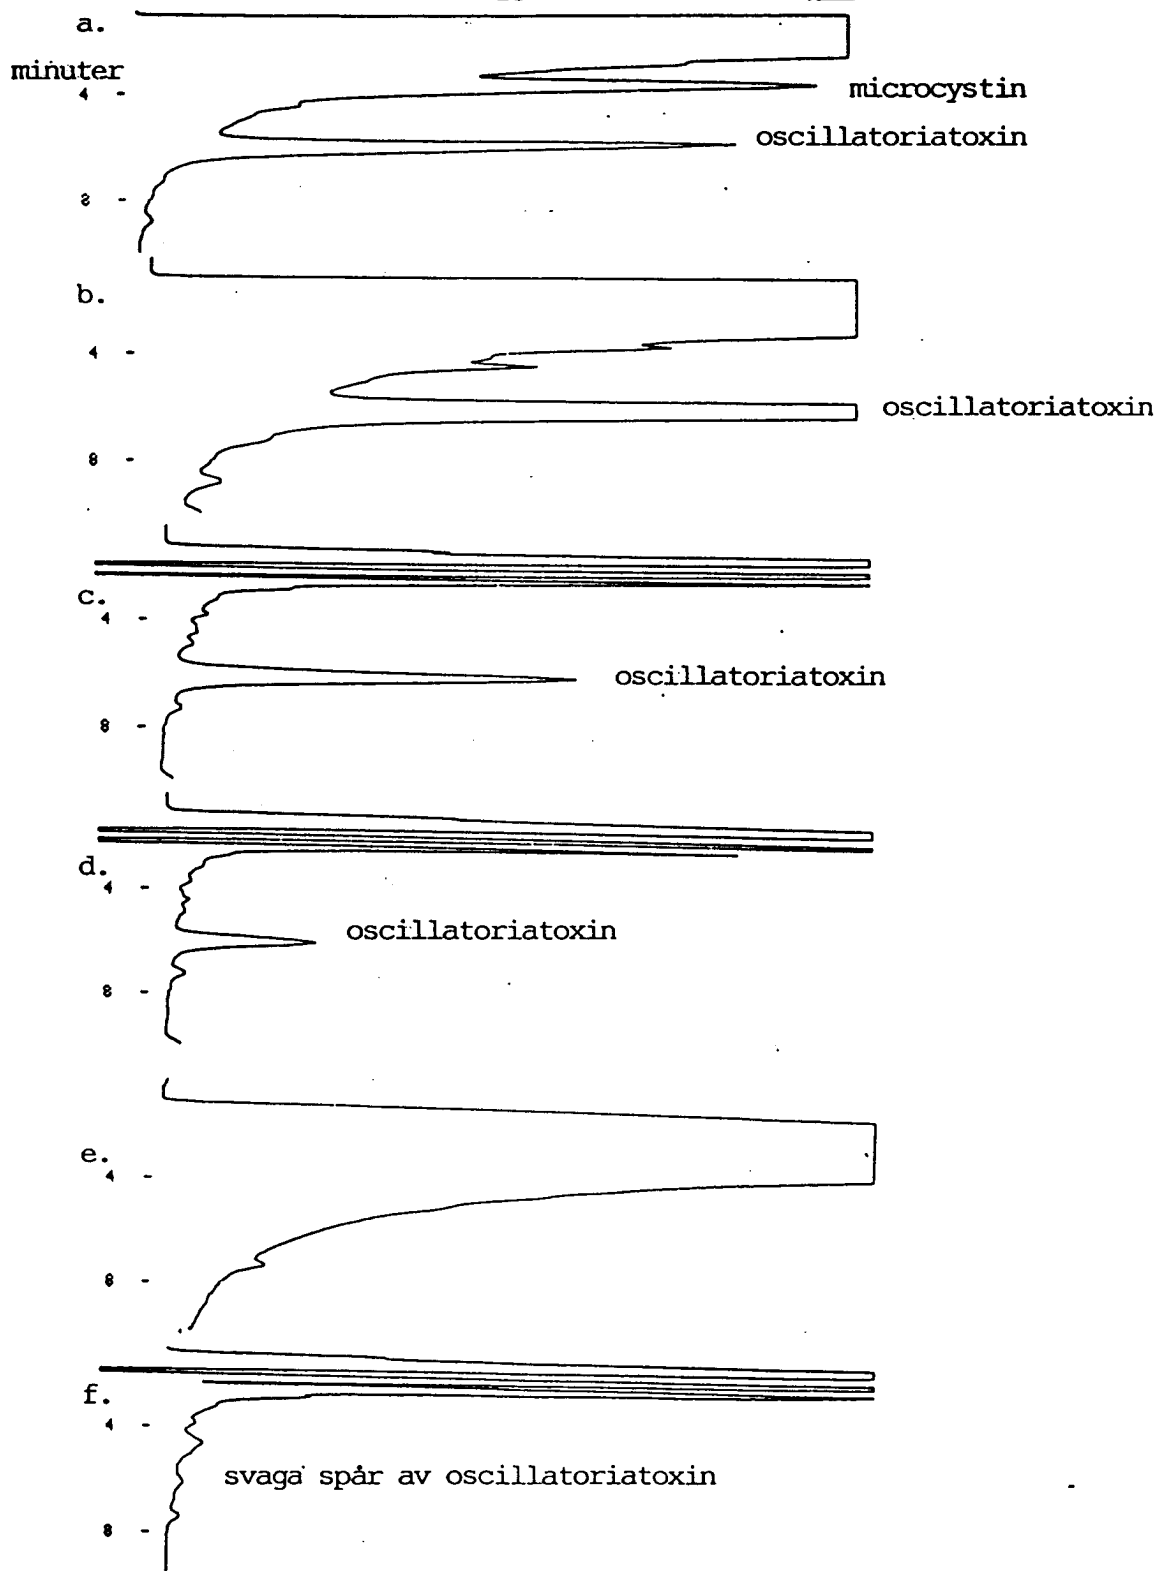 a.
minuter
4 -
microcystin
oscillatoriatoxin
8 -
b.
4 -
oscillatoriatoxin
8 -
c.
4 -
oscillatoriatoxin
8 -
d.
4 -
oscillatoriatoxin
8 -
e.
4 -
8 -
f.
4 -
svaga spår av oscillatoriatoxin
8 -